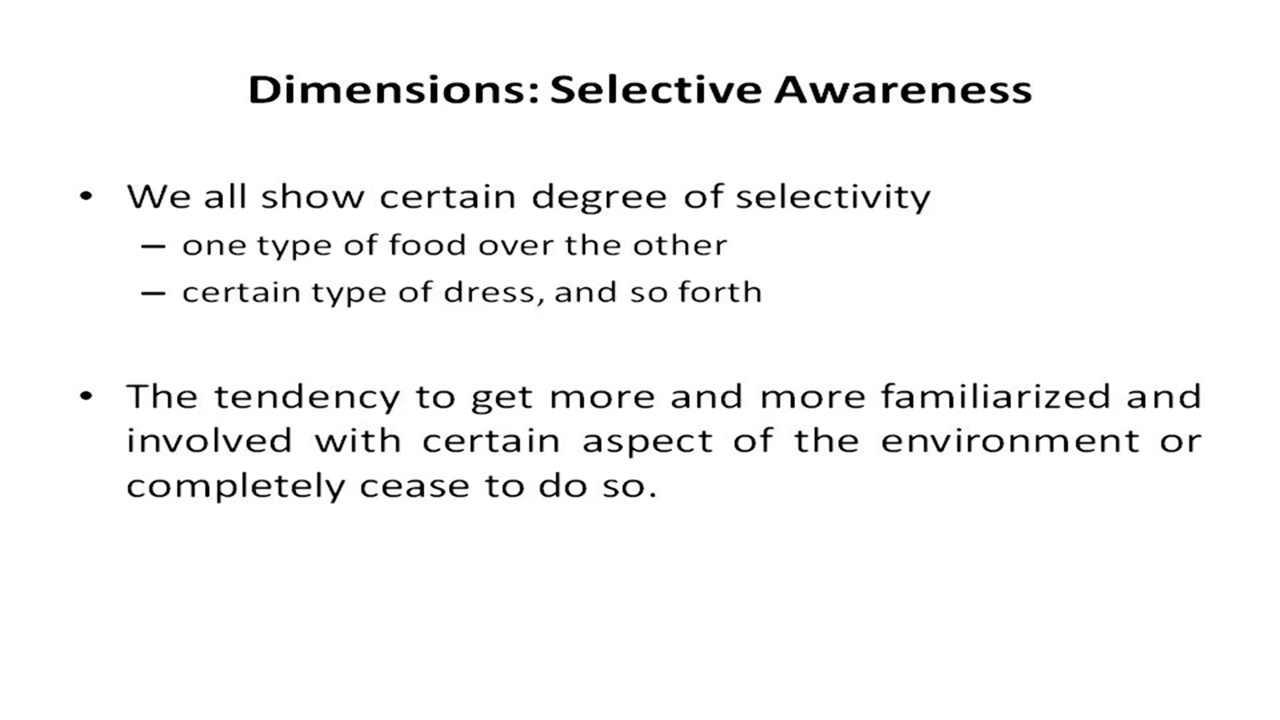 Dimensions: Selective Awareness
• We all show certain degree of selectivity
– one type of food over the other
– certain type of dress, and so forth
• The tendency to get more and more familiarized and
involved with certain aspect of the environment or
completely cease to do so.